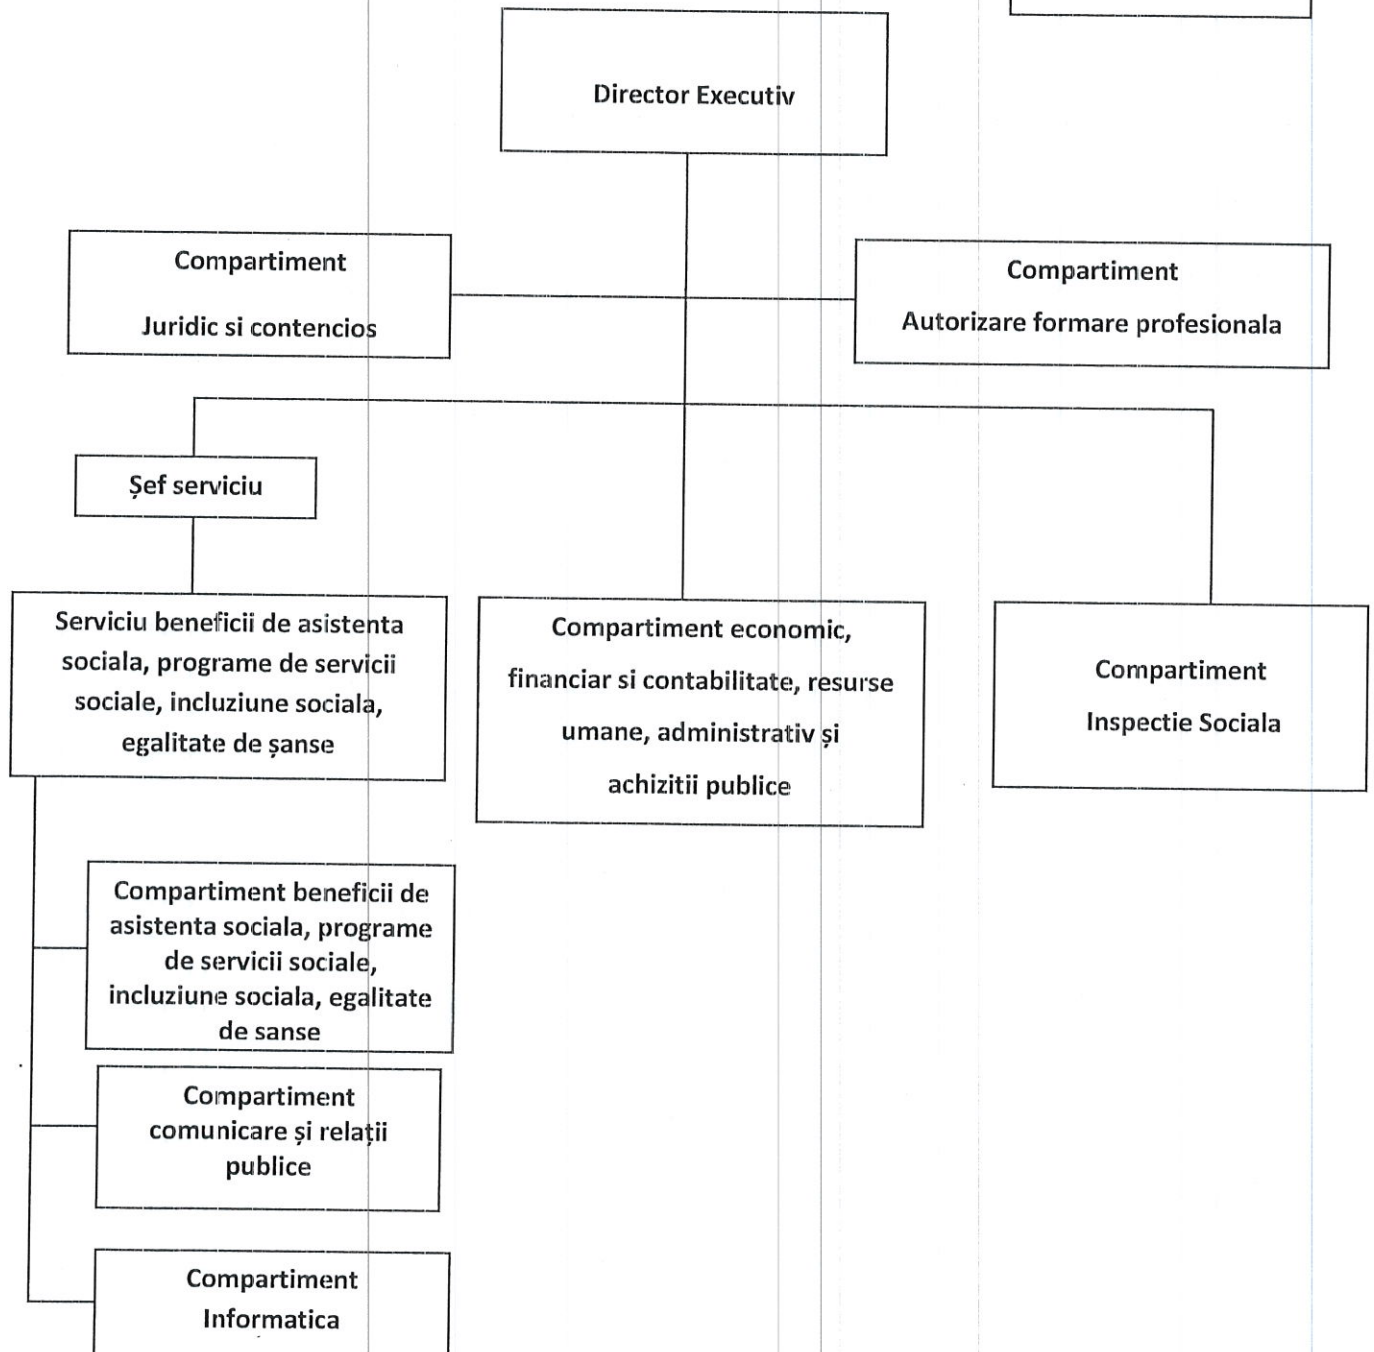 Director Executiv
Compartiment
Juridic si contencios
Compartiment
Autorizare formare profesionala
Șef serviciu
Serviciu beneficii de asistenta
sociala, programe de servicii
sociale, incluziune sociala,
egalitate de șanse
Compartiment economic,
financiar si contabilitate, resurse
umane, administrativ și
achizitii publice
Compartiment
Inspectie Sociala
Compartiment beneficii de
asistenta sociala, programe
de servicii sociale,
incluziune sociala, egalitate
de sanse
Compartiment
comunicare și relații
publice
Compartiment
Informatica